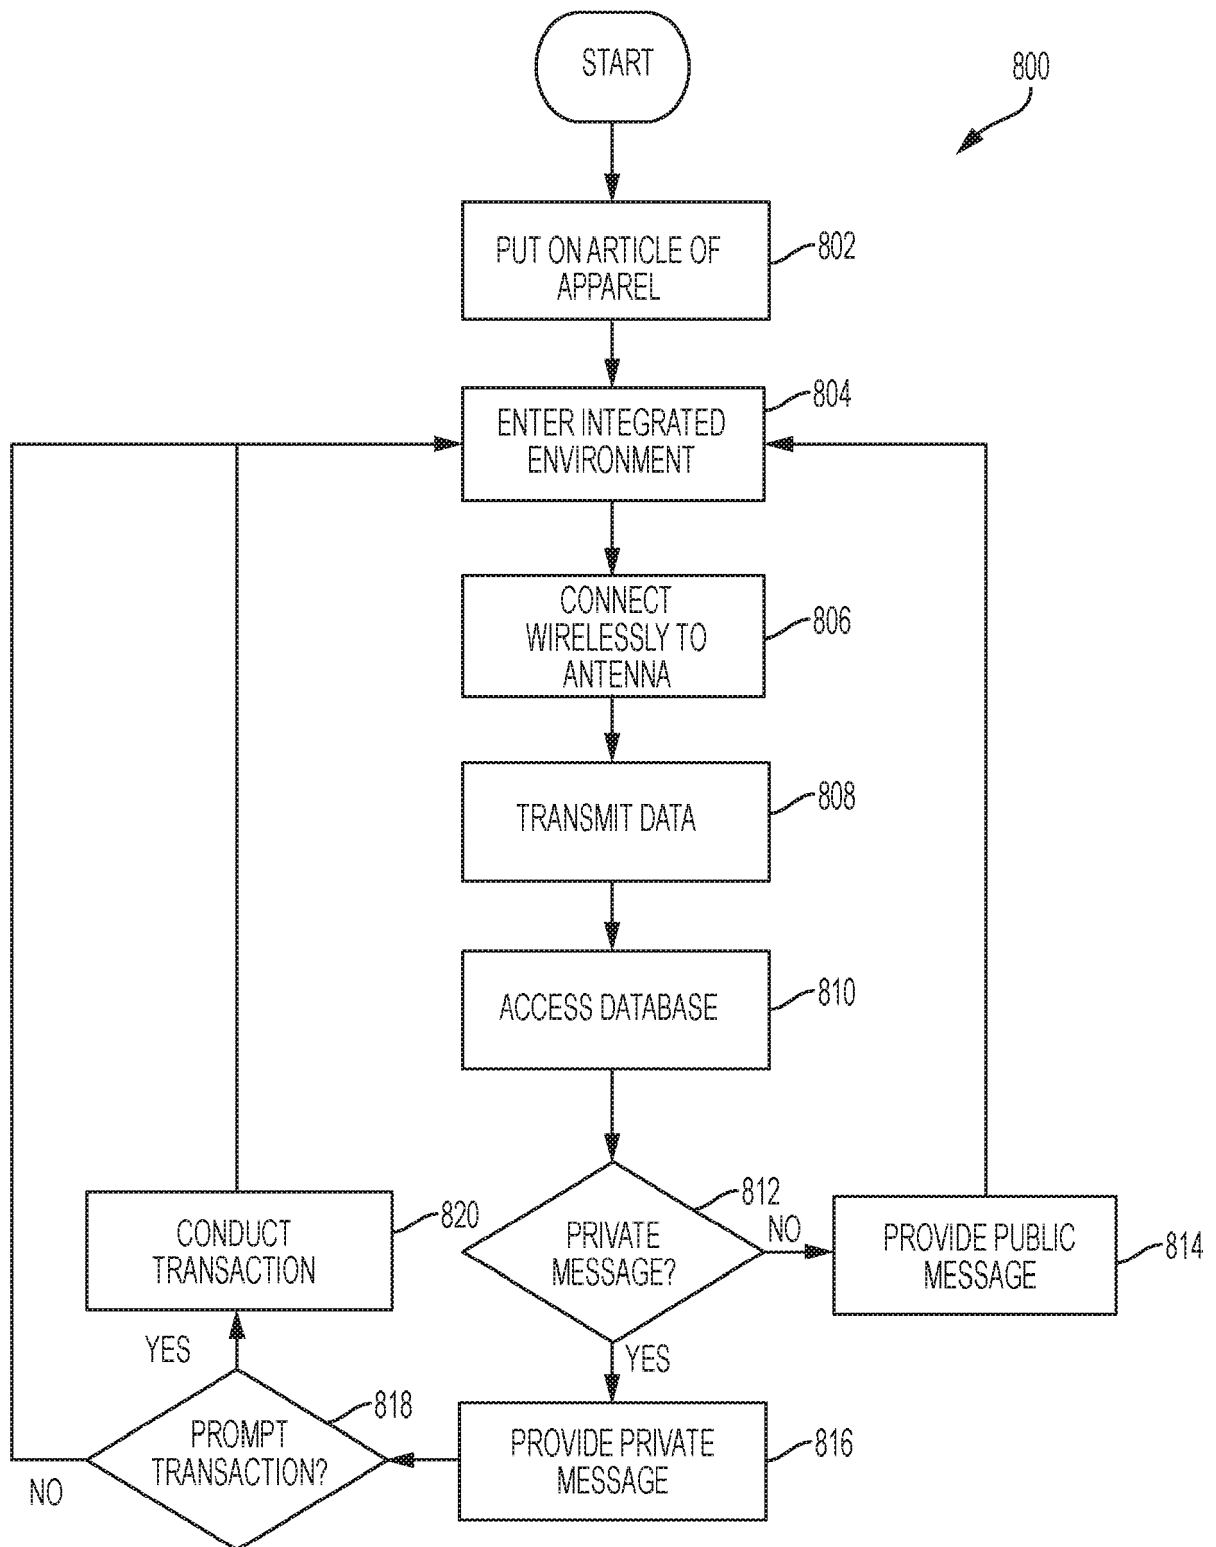 START
800
PUT ON ARTICLE OF
APPAREL
802
ENTER INTEGRATED
ENVIRONMENT
804
CONNECT
WIRELESSLY TO
ANTENNA
806
TRANSMIT DATA
808
ACCESS DATABASE
810
PRIVATE
MESSAGE?
812
NO
PROVIDE PUBLIC
MESSAGE
814
YES
PROVIDE PRIVATE
MESSAGE
816
PROMPT
TRANSACTION?
818
NO
YES
CONDUCT
TRANSACTION
820